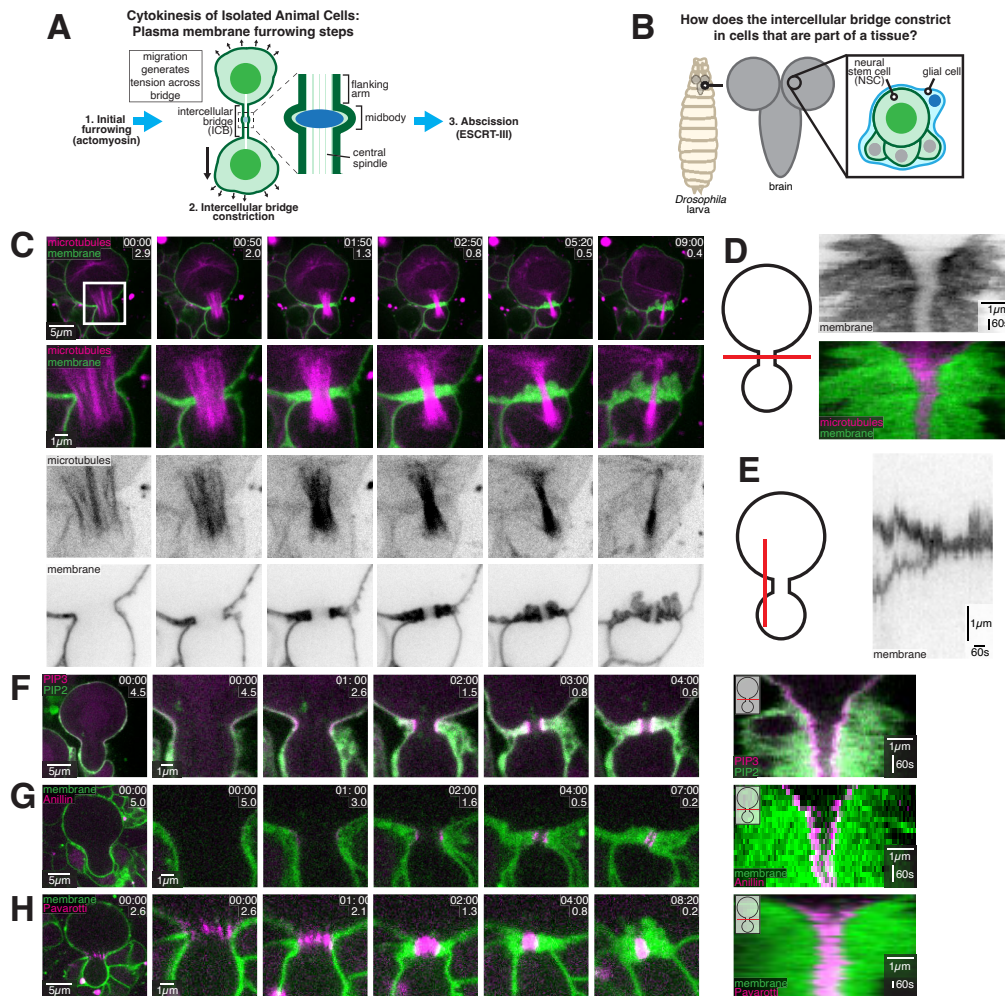 A
Cytokinesis of Isolated Animal Cells:
Plasma membrane furrowing steps
migration
generates
tension across
bridge
1. Initial
furrowing
(actomyosin)
intercellular
bridge
(ICB)
flanking
arm
midbody
central
spindle
3. Abscission
(ESCRT-III)
2. Intercellular bridge
constriction
B
How does the intercellular bridge constrict
in cells that are part of a tissue?
neural
stem cell
(NSC)
glial cell
brain
Drosophila
larva
C
microtubules
membrane
00:00
2.9
5µm
00:50
2.0
01:50
1.3
02:50
0.8
05:20
0.5
09:00
0.4
microtubules
membrane
1µm
microtubules
membrane
D
membrane
1µm
60s
microtubules
membrane
E
membrane
1µm
60s
F
PIP3
PIP2
00:00
4.5
5µm
00:00
4.5
1µm
01:00
2.6
02:00
1.5
03:00
0.8
04:00
0.6
PIP3
PIP2
1µm
60s
G
membrane
Anillin
00:00
5.0
5µm
00:00
5.0
1µm
01:00
3.0
02:00
1.6
04:00
0.5
07:00
0.2
membrane
Anillin
1µm
60s
H
membrane
Pavarotti
00:00
2.6
5µm
00:00
2.6
1µm
01:00
2.1
02:00
1.3
04:00
0.8
08:20
0.2
membrane
Pavarotti
1µm
60s